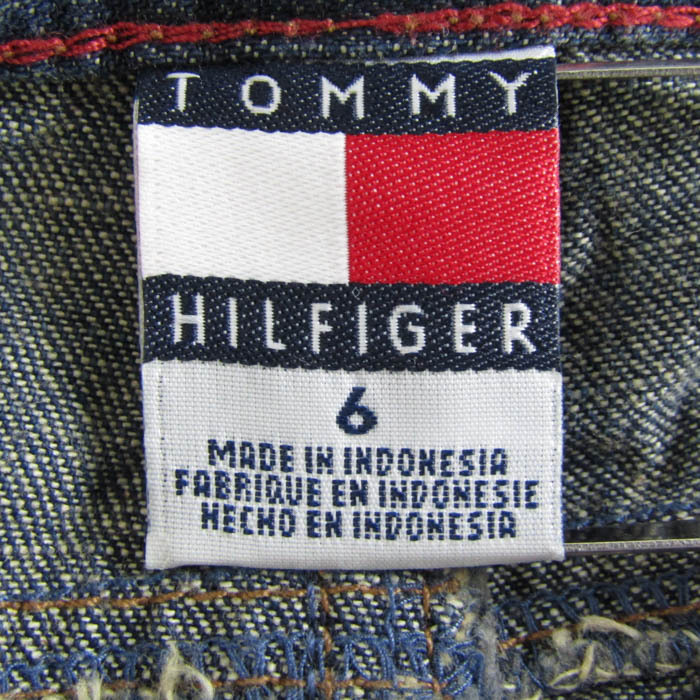 TOMMY
HILFIGER
6
MADE IN INDONESIA
FABRIQUE EN INDONESIE
HECHO EN INDONESIA